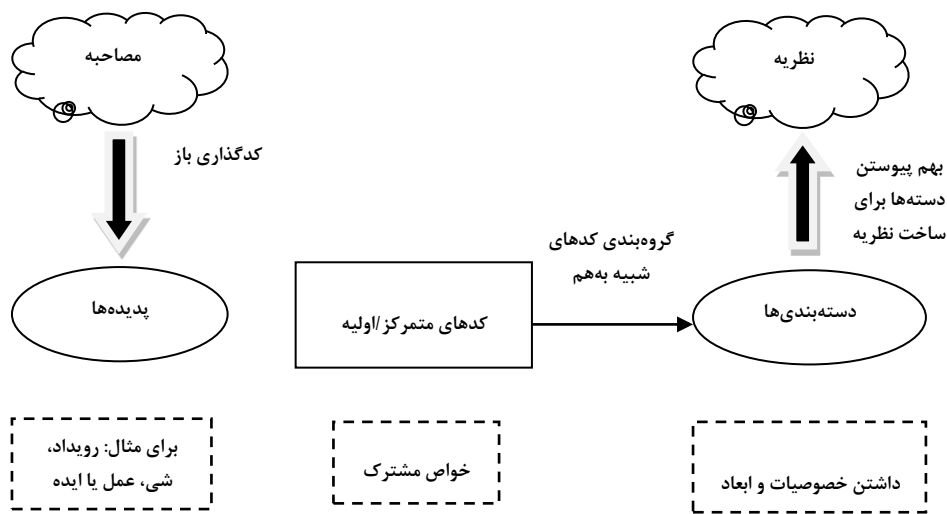 مصاحبه
نظریه
کدگذاری باز
بهم پیوستن
دسته‌ها برای
ساخت نظریه
گروه‌بندی کدهای
شبیه به‌هم
پدیده‌ها
کدهای متمرکز/اولیه
دسته‌بندی‌ها
برای مثال: رویداد،
شی، عمل یا ایده
خواص مشترک
داشتن خصوصیات و ابعاد